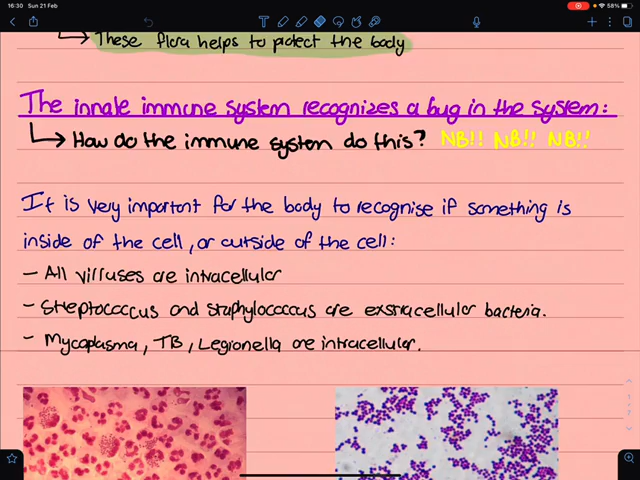 16:30 Sun 21 Feb
58%
These flora helps to protect the body
The innate immune system recognizes a bug in the system:
How do the immune system do this? NB!! NB!! NB!!
It is very important for the body to recognise if something is
inside of the cell, or outside of the cell:
- All viruses are intracellular
- Streptococcus and staphylococcus are exstracellular bacteria.
- Mycoplasma, TB, Legionella are intracellular.